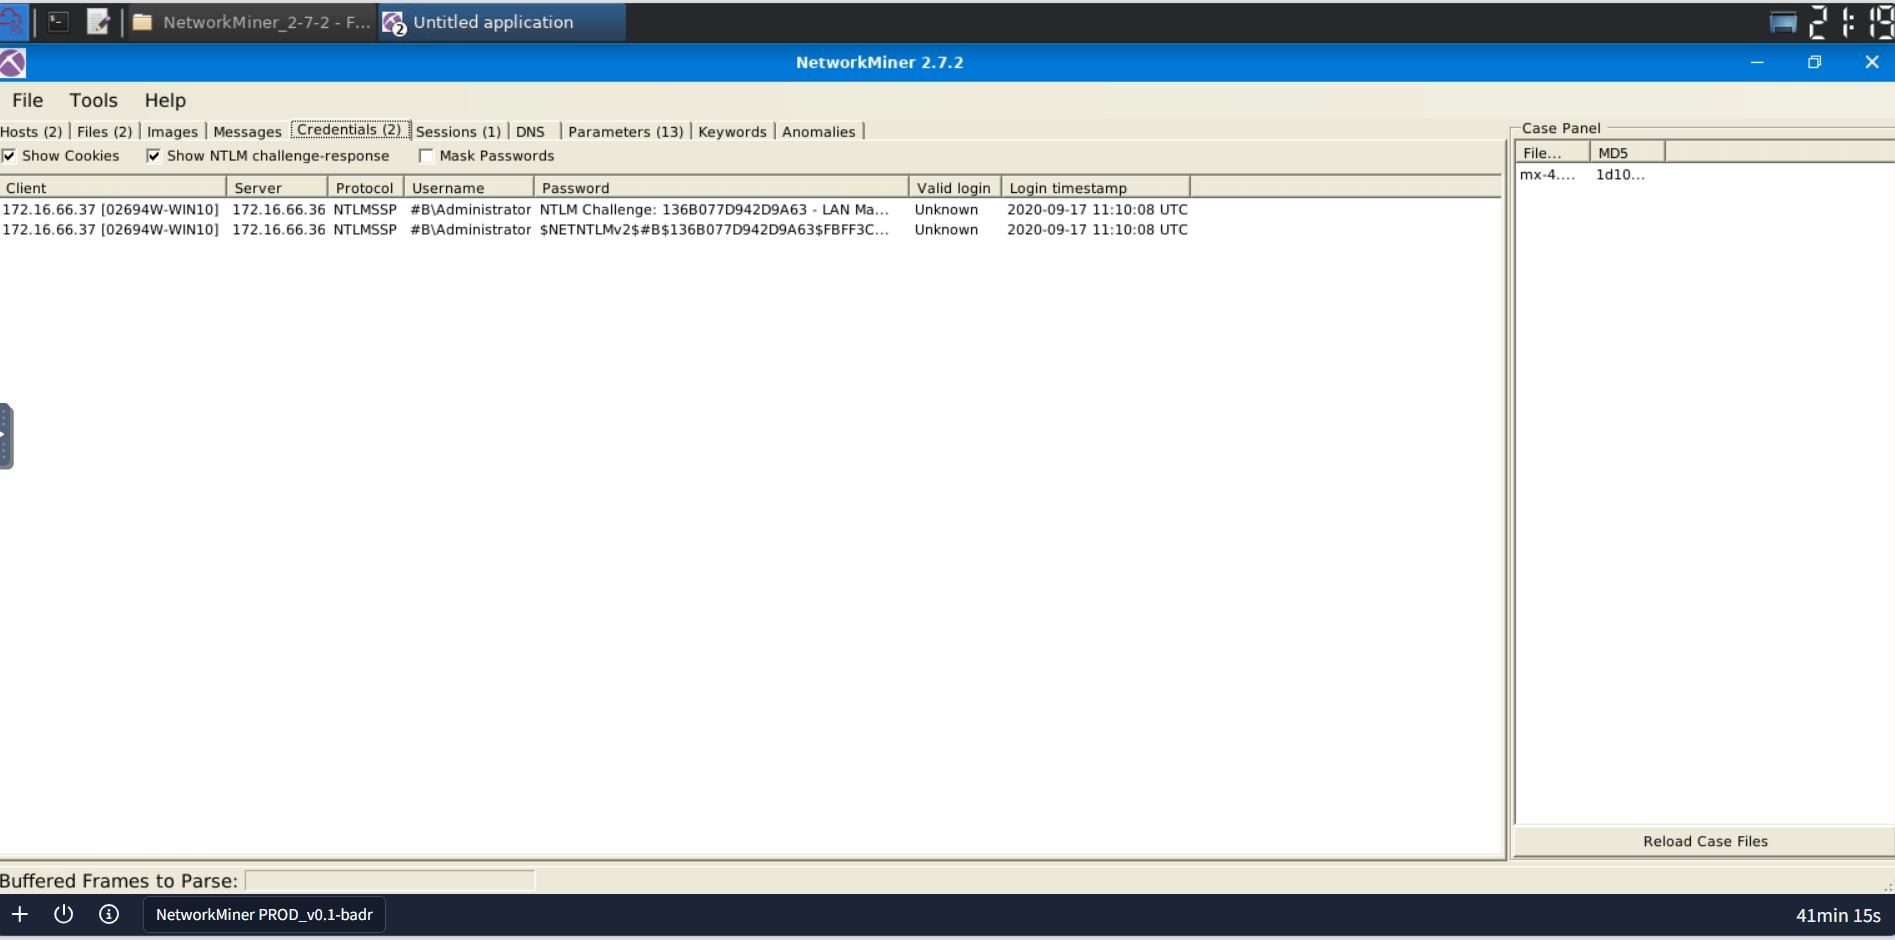 NetworkMiner_2-7-2 - F... Untitled application 21:19
NetworkMiner 2.7.2
File Tools Help
Hosts (2) Files (2) Images Messages Credentials (2) Sessions (1) DNS Parameters (13) Keywords Anomalies
Show Cookies Show NTLM challenge-response Mask Passwords
Client Server Protocol Username Password Valid login Login timestamp
172.16.66.37 [02694W-WIN10] 172.16.66.36 NTLMSSP #B\Administrator NTLM Challenge: 136B077D942D9A63 - LAN Ma... Unknown 2020-09-17 11:10:08 UTC
172.16.66.37 [02694W-WIN10] 172.16.66.36 NTLMSSP #B\Administrator $NETNTLMv2$#B$136B077D942D9A63$FBFF3C... Unknown 2020-09-17 11:10:08 UTC
Case Panel
File... MD5
mx-4.... 1d10...
Reload Case Files
Buffered Frames to Parse:
NetworkMiner PROD_v0.1-badr 41min 15s